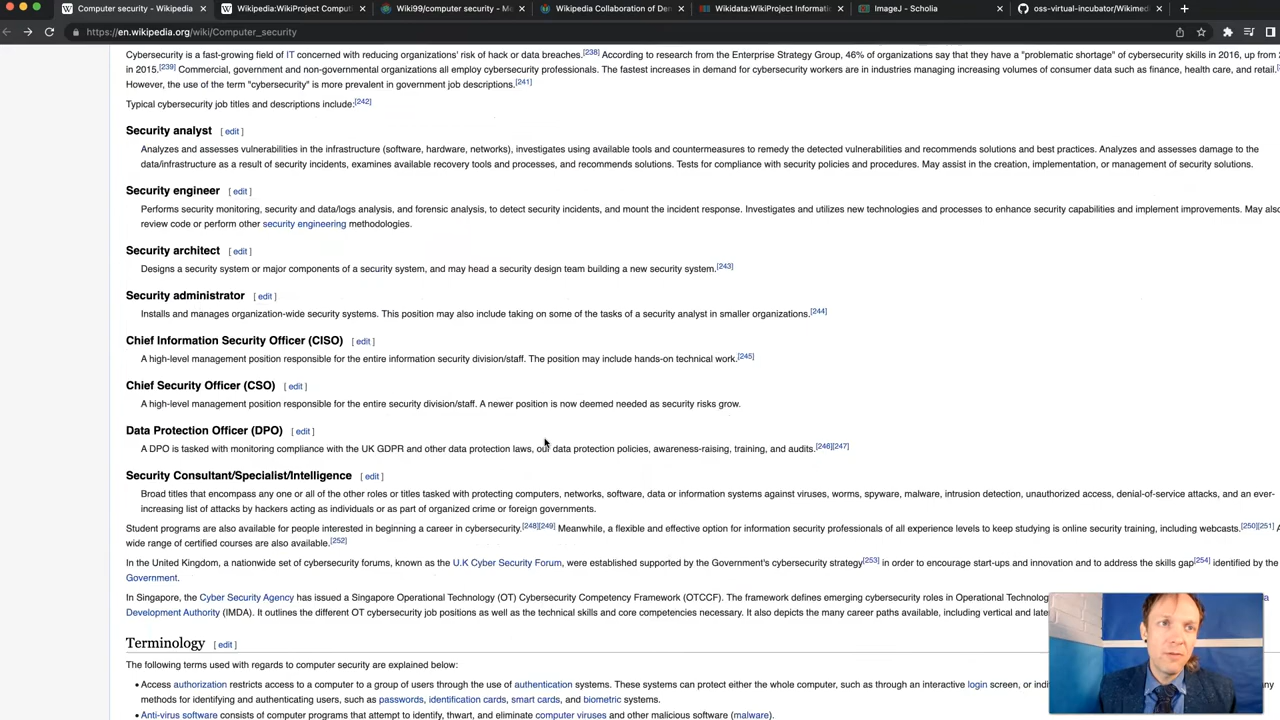 Computer security - Wikipedia
Wikipedia:WikiProject Comput
Wiki99/computer security - Me
Wikipedia Collaboration of De
Wikidata:WikiProject Informati
ImageJ - Scholia
oss-virtual-incubator/Wikimed
https://en.wikipedia.org/wiki/Computer_security
Cybersecurity is a fast-growing field of IT concerned with reducing organizations' risk of hack or data breaches.[238] According to research from the Enterprise Strategy Group, 46% of organizations say that they have a "problematic shortage" of cybersecurity skills in 2016, up from
in 2015.[239] Commercial, government and non-governmental organizations all employ cybersecurity professionals. The fastest increases in demand for cybersecurity workers are in industries managing increasing volumes of consumer data such as finance, health care, and retail.
However, the use of the term "cybersecurity" is more prevalent in government job descriptions.[241]
Typical cybersecurity job titles and descriptions include:[242]
Security analyst [ edit ]
Analyzes and assesses vulnerabilities in the infrastructure (software, hardware, networks), investigates using available tools and countermeasures to remedy the detected vulnerabilities and recommends solutions and best practices. Analyzes and assesses damage to the
data/infrastructure as a result of security incidents, examines available recovery tools and processes, and recommends solutions. Tests for compliance with security policies and procedures. May assist in the creation, implementation, or management of security solutions.
Security engineer [ edit ]
Performs security monitoring, security and data/logs analysis, and forensic analysis, to detect security incidents, and mount the incident response. Investigates and utilizes new technologies and processes to enhance security capabilities and implement improvements. May also
review code or perform other security engineering methodologies.
Security architect [ edit ]
Designs a security system or major components of a security system, and may head a security design team building a new security system.[243]
Security administrator [ edit ]
Installs and manages organization-wide security systems. This position may also include taking on some of the tasks of a security analyst in smaller organizations.[244]
Chief Information Security Officer (CISO) [ edit ]
A high-level management position responsible for the entire information security division/staff. The position may include hands-on technical work.[245]
Chief Security Officer (CSO) [ edit ]
A high-level management position responsible for the entire security division/staff. A newer position is now deemed needed as security risks grow.
Data Protection Officer (DPO) [ edit ]
A DPO is tasked with monitoring compliance with the UK GDPR and other data protection laws, our data protection policies, awareness-raising, training, and audits.[246][247]
Security Consultant/Specialist/Intelligence [ edit ]
Broad titles that encompass any one or all of the other roles or titles tasked with protecting computers, networks, software, data or information systems against viruses, worms, spyware, malware, intrusion detection, unauthorized access, denial-of-service attacks, and an ever-
increasing list of attacks by hackers acting as individuals or as part of organized crime or foreign governments.
Student programs are also available for people interested in beginning a career in cybersecurity.[248][249] Meanwhile, a flexible and effective option for information security professionals of all experience levels to keep studying is online security training, including webcasts.[250][251] A
wide range of certified courses are also available.[252]
In the United Kingdom, a nationwide set of cybersecurity forums, known as the U.K Cyber Security Forum, were established supported by the Government's cybersecurity strategy[253] in order to encourage start-ups and innovation and to address the skills gap[254] identified by the
Government.
In Singapore, the Cyber Security Agency has issued a Singapore Operational Technology (OT) Cybersecurity Competency Framework (OTCCF). The framework defines emerging cybersecurity roles in Operational Techno
Development Authority (IMDA). It outlines the different OT cybersecurity job positions as well as the technical skills and core competencies necessary. It also depicts the many career paths available, including vertical and late
Terminology [ edit ]
The following terms used with regards to computer security are explained below:
• Access authorization restricts access to a computer to a group of users through the use of authentication systems. These systems can protect either the whole computer, such as through an interactive login screen, or indi
methods for identifying and authenticating users, such as passwords, identification cards, smart cards, and biometric systems.
• Anti-virus software consists of computer programs that attempt to identify, thwart, and eliminate computer viruses and other malicious software (malware).